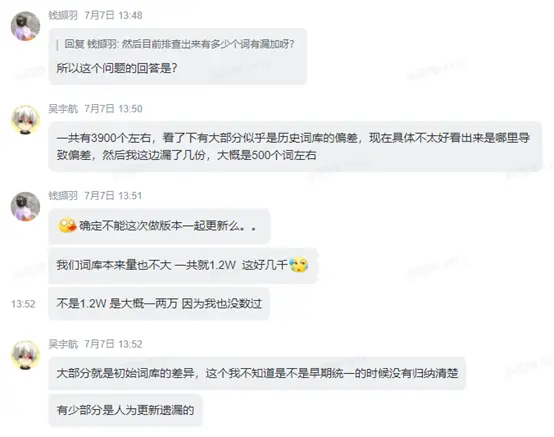 钱撷羽 7月7日 13:48
| 回复 钱撷羽: 然后目前排查出来有多少个词有漏加呀?
所以这个问题的回答是?
吴宇航 7月7日 13:50
一共有3900个左右，看了下有大部分似乎是历史词库的偏差，现在具体不太好看出来是哪里导
致偏差，然后我这边漏了几份，大概是500个词左右
钱撷羽 7月7日 13:51
确定不能这次做版本一起更新么。。
我们词库本来量也不大 一共就1.2W 这好几千
13:52 不是1.2W 是大概一两万 因为我也没数过
吴宇航 7月7日 13:52
大部分就是初始词库的差异，这个我不知道是不是早期统一的时候没有归纳清楚
有少部分是人为更新遗漏的